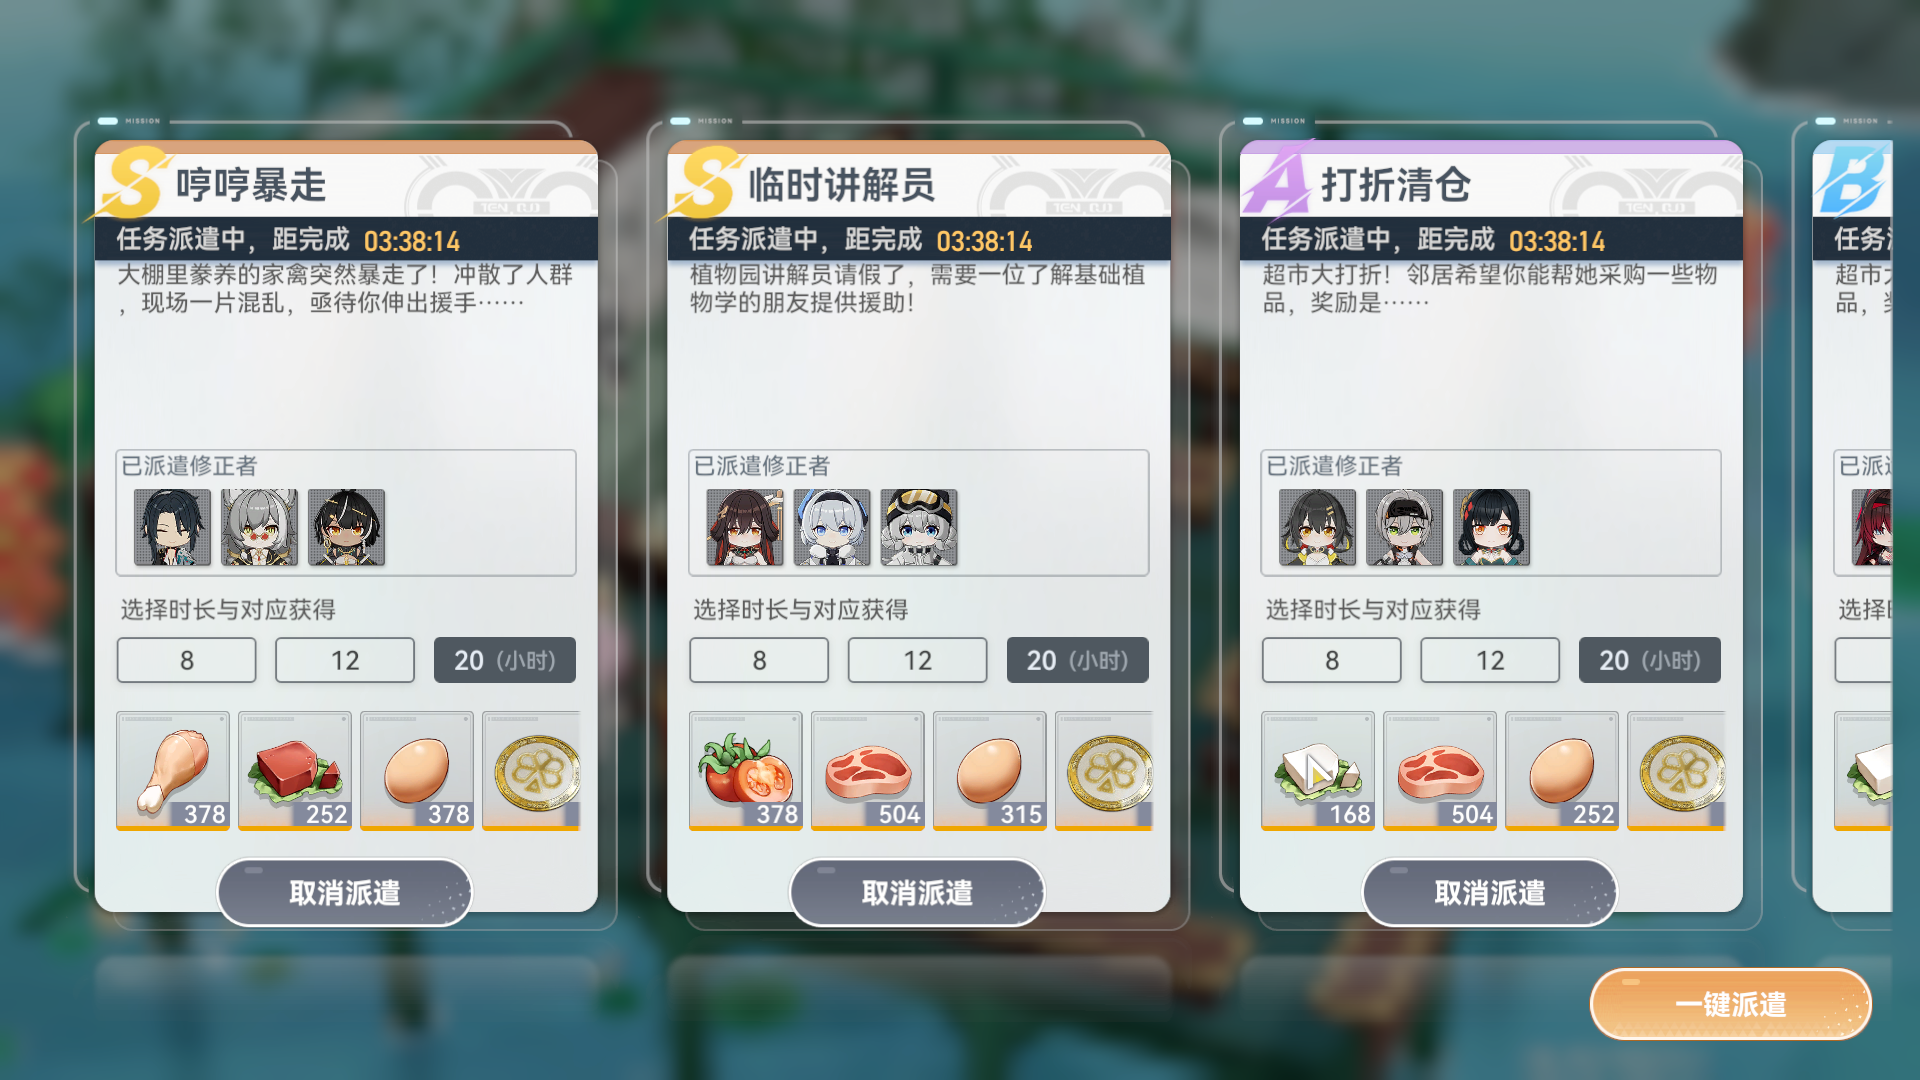 MISSION
S 哼哼暴走
任务派遣中，距完成 03:38:14
大棚里豢养的家禽突然暴走了！冲散了人群
，现场一片混乱，亟待你伸出援手……
已派遣修正者
选择时长与对应获得
8 12 20 (小时)
378 252 378
取消派遣
MISSION
S 临时讲解员
任务派遣中，距完成 03:38:14
植物园讲解员请假了，需要一位了解基础植
物学的朋友提供援助！
已派遣修正者
选择时长与对应获得
8 12 20 (小时)
378 504 315
取消派遣
MISSION
A 打折清仓
任务派遣中，距完成 03:38:14
超市大打折！邻居希望你能帮她采购一些物
品，奖励是……
已派遣修正者
选择时长与对应获得
8 12 20 (小时)
168 504 252
取消派遣
MISSION
B
任务
超市
品，
已派
选择
一键派遣